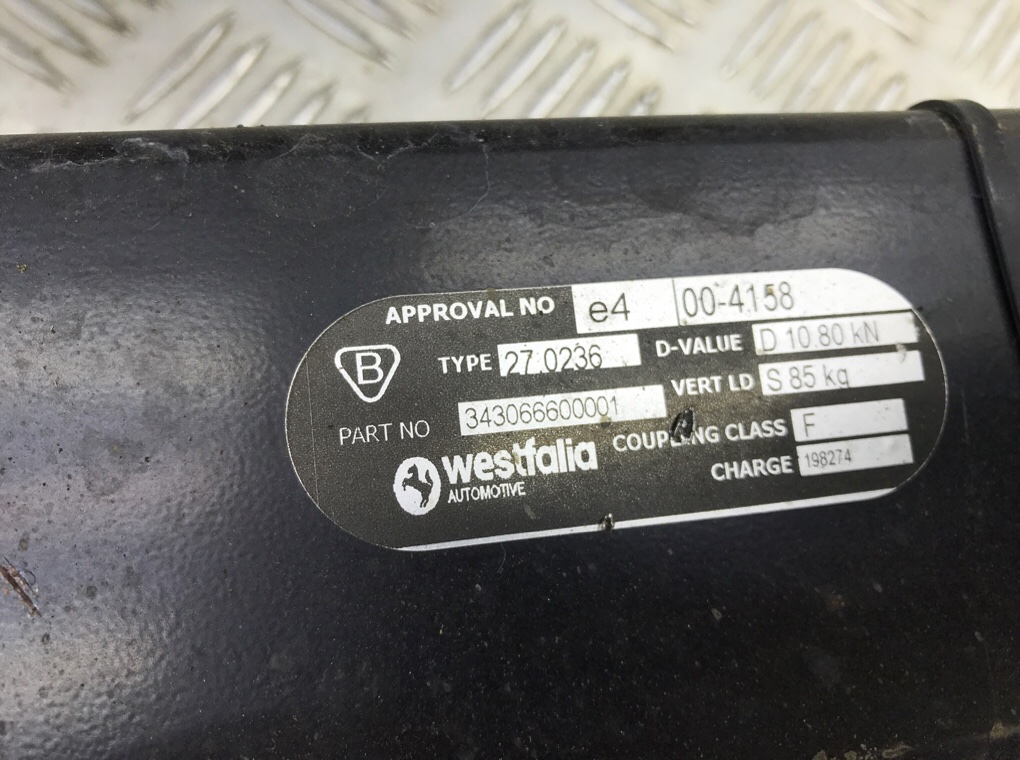 APPROVAL NO e4 00-4158
B
TYPE 27.0236 D-VALUE D 10.80 kN
PART NO 343066600001 VERT LD S 85 kg
COUPLING CLASS F
westfalia
AUTOMOTIVE
CHARGE 198274